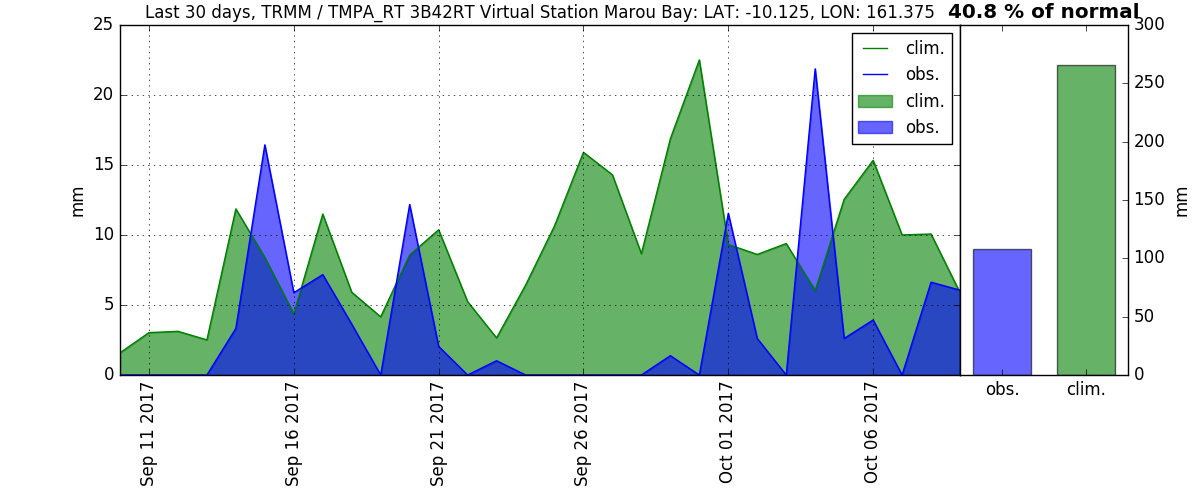 Last 30 days, TRMM / TMPA_RT 3B42RT Virtual Station Marou Bay: LAT: -10.125, LON: 161.375
40.8 % of normal
25
20
15
10
5
0
mm
clim.
obs.
clim.
obs.
Sep 11 2017
Sep 16 2017
Sep 21 2017
Sep 26 2017
Oct 01 2017
Oct 06 2017
300
250
200
150
100
50
0
mm
obs. clim.